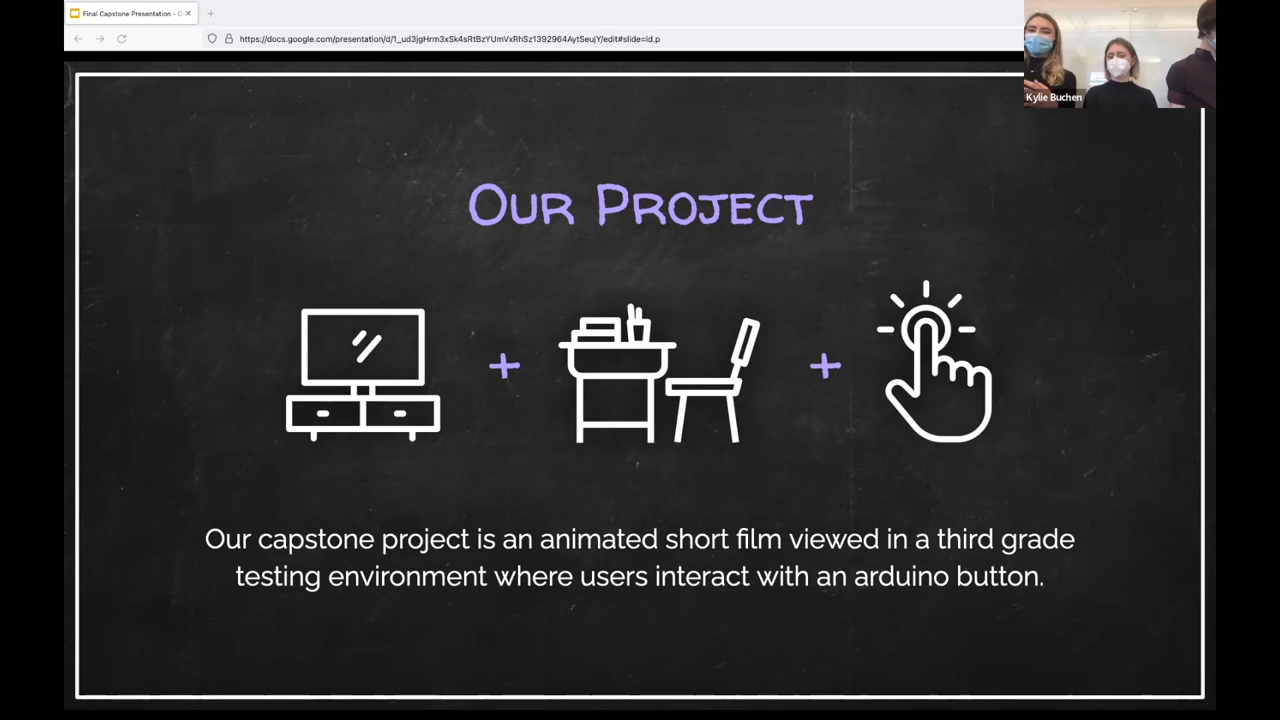 Final Capstone Presentation - G
https://docs.google.com/presentation/d/1_ud3jgHrm3xSk4sRtBzYUmVxRhSz1392964AytSeujY/edit#slide=id.p
Kylie Buchen
Our Project
+ +
Our capstone project is an animated short film viewed in a third grade
testing environment where users interact with an arduino button.